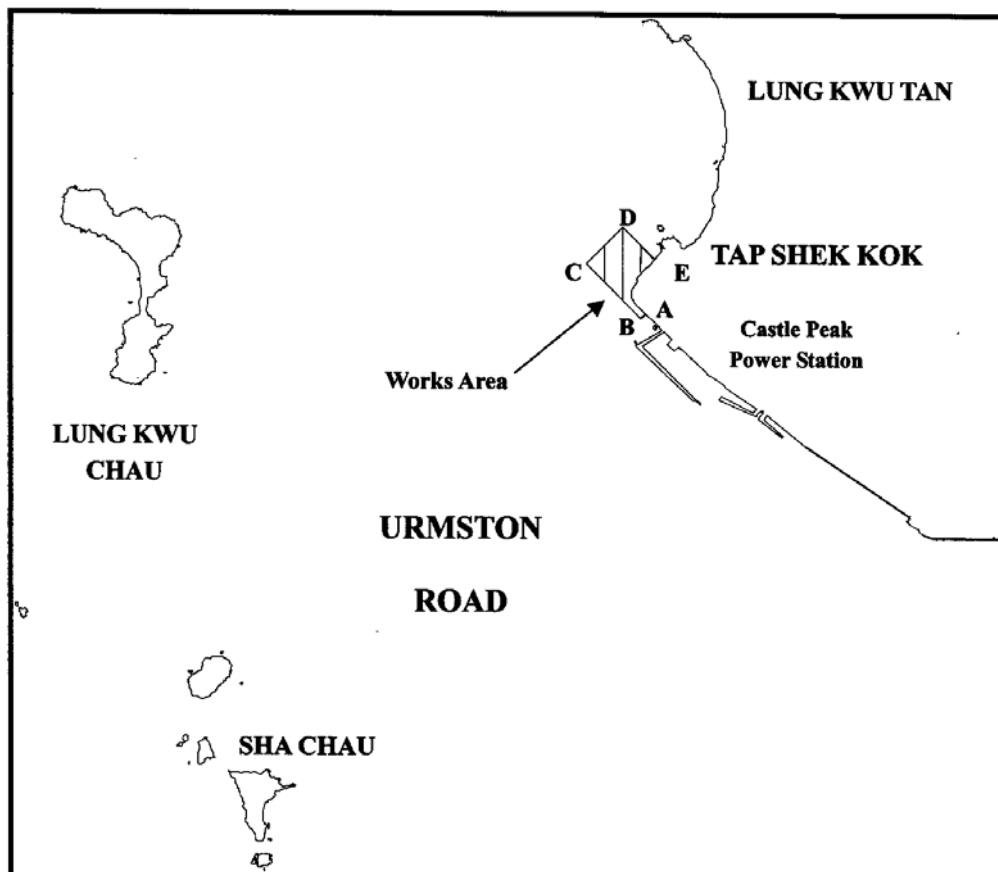 LUNG KWU TAN
D
C
E
TAP SHEK KOK
A
B
Castle Peak
Power Station
Works Area
LUNG KWU
CHAU
URMSTON
ROAD
SHA CHAU